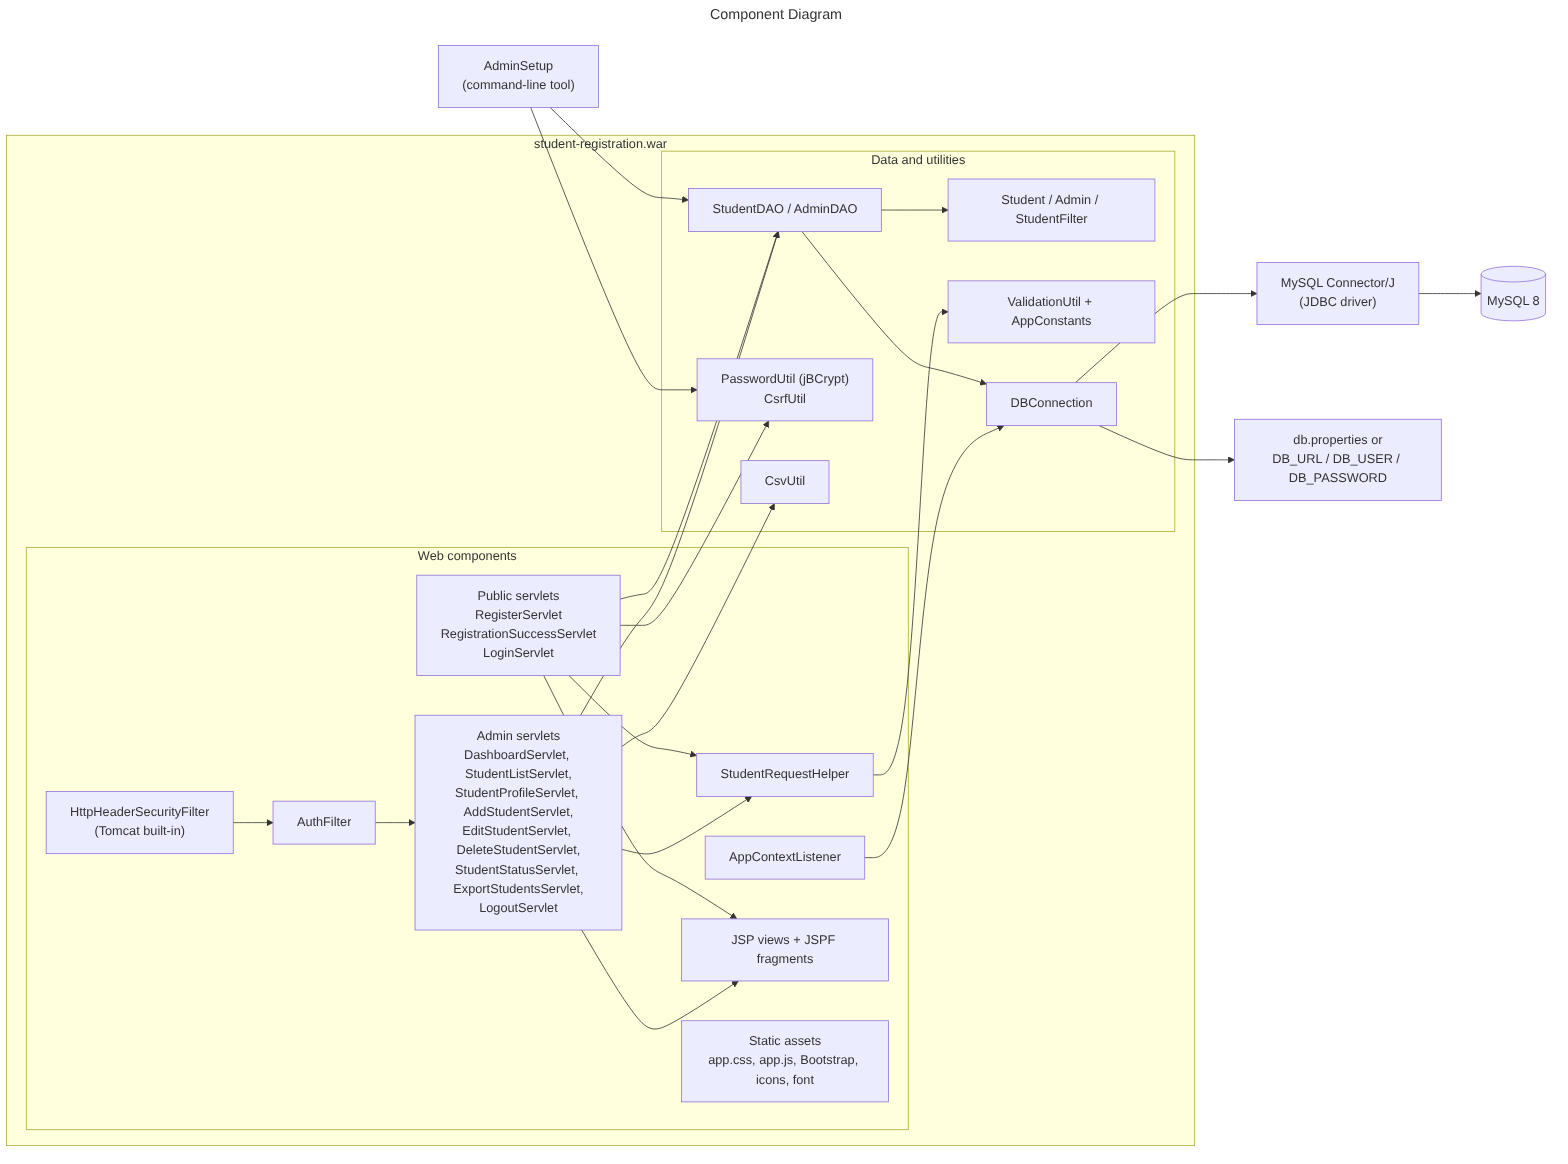 Component Diagram
AdminSetup
(command-line tool)
student-registration.war
Data and utilities
StudentDAO / AdminDAO
Student / Admin /
StudentFilter
ValidationUtil +
AppConstants
PasswordUtil (jBCrypt)
CsrfUtil
DBConnection
CsvUtil
MySQL Connector/J
(JDBC driver)
MySQL 8
db.properties or
DB_URL / DB_USER /
DB_PASSWORD
Web components
Public servlets
RegisterServlet
RegistrationSuccessServlet
LoginServlet
Admin servlets
DashboardServlet,
StudentListServlet,
StudentProfileServlet,
AddStudentServlet,
EditStudentServlet,
DeleteStudentServlet,
StudentStatusServlet,
ExportStudentsServlet,
LogoutServlet
HttpHeaderSecurityFilter
(Tomcat built-in)
AuthFilter
StudentRequestHelper
AppContextListener
JSP views + JSPF
fragments
Static assets
app.css, app.js, Bootstrap,
icons, font